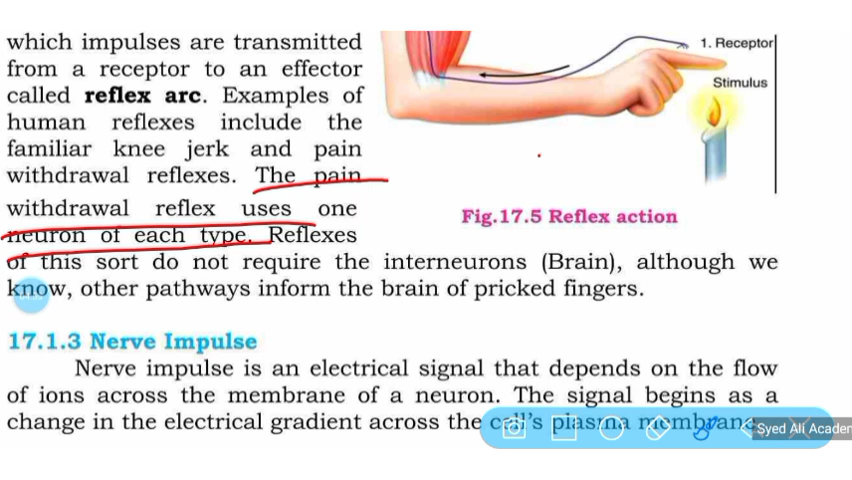 which impulses are transmitted
from a receptor to an effector
called reflex arc. Examples of
human reflexes include the
familiar knee jerk and pain
withdrawal reflexes. The pain
withdrawal reflex uses one
neuron of each type. Reflexes
of this sort do not require the interneurons (Brain), although we
know, other pathways inform the brain of pricked fingers.
1. Receptor
Stimulus
Fig.17.5 Reflex action
17.1.3 Nerve Impulse
Nerve impulse is an electrical signal that depends on the flow
of ions across the membrane of a neuron. The signal begins as a
change in the electrical gradient across the cell's plasma membrane
Syed Ali Academ